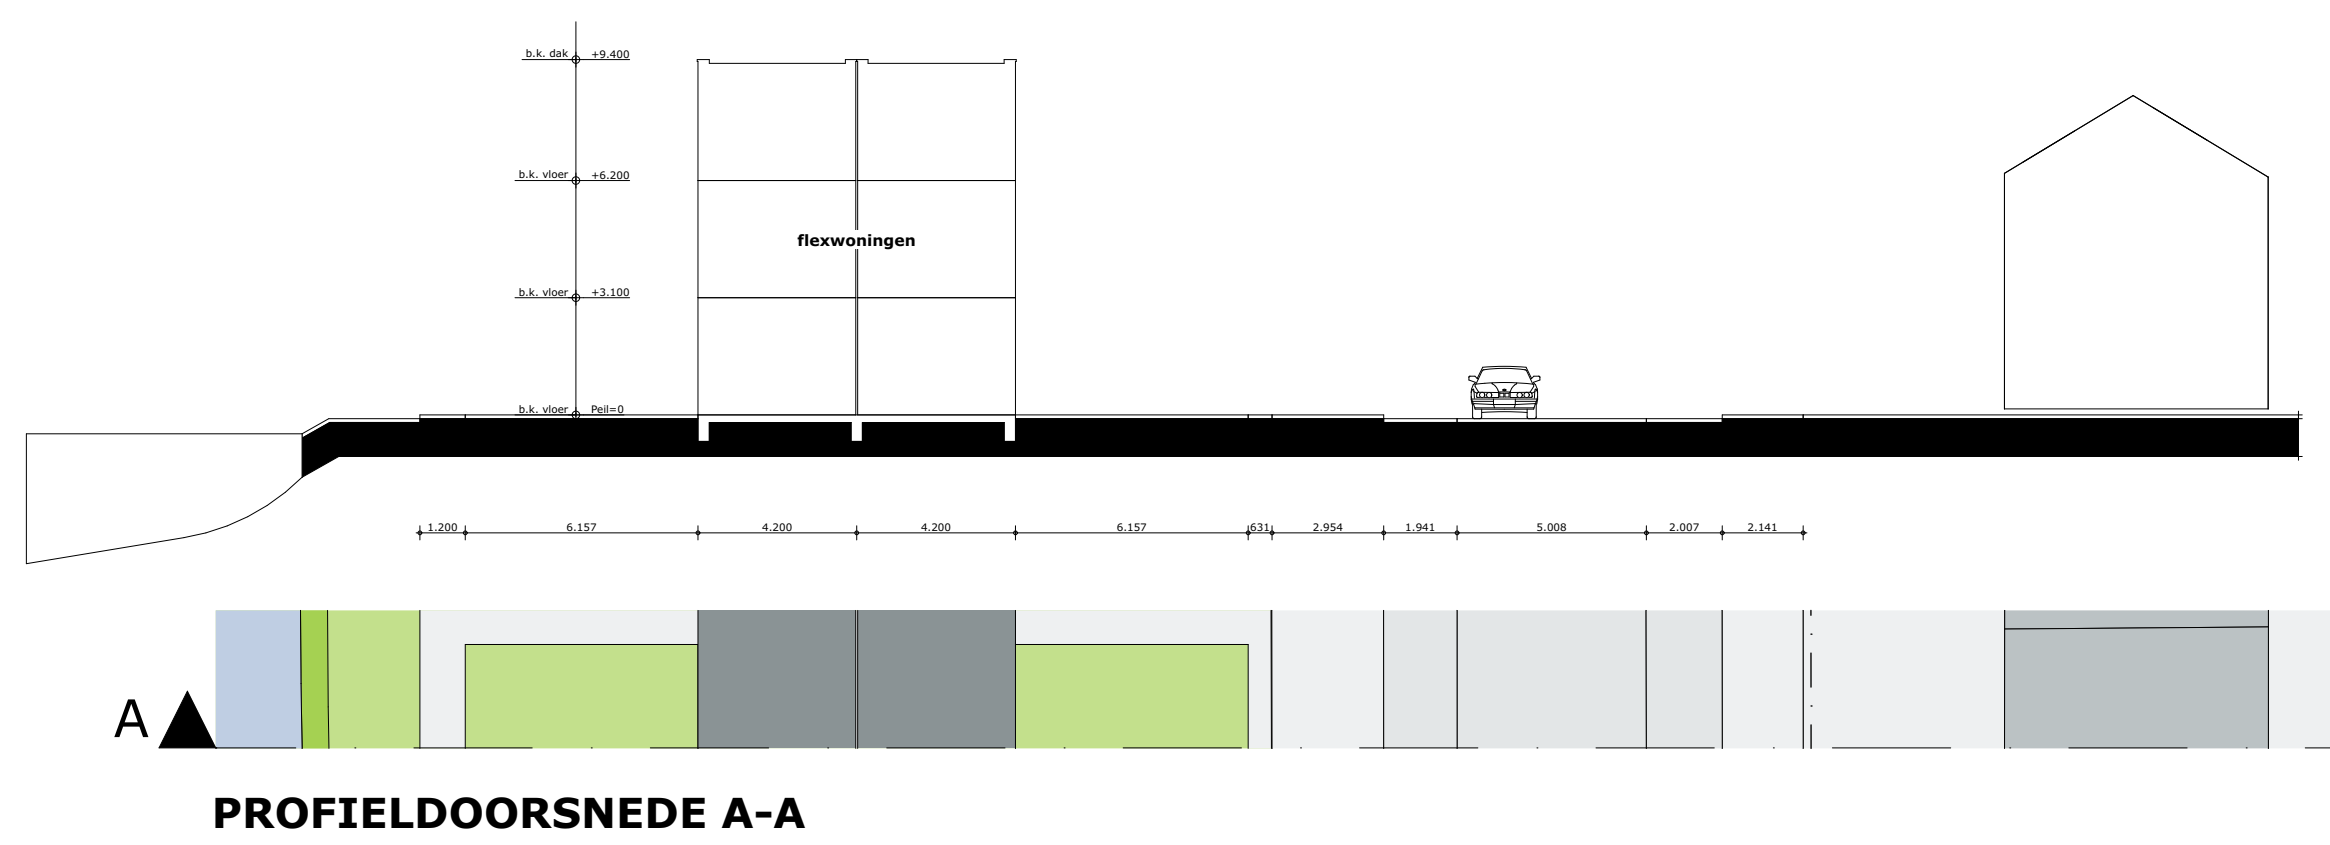 b.k. dak +9.400
b.k. vloer +6.200
flexwoningen
b.k. vloer +3.100
b.k. vloer Peil=0
1.200 6.157 4.200 4.200 6.157 631 2.954 1.941 5.008 2.007 2.141
A
PROFIELDOORSNEDE A-A